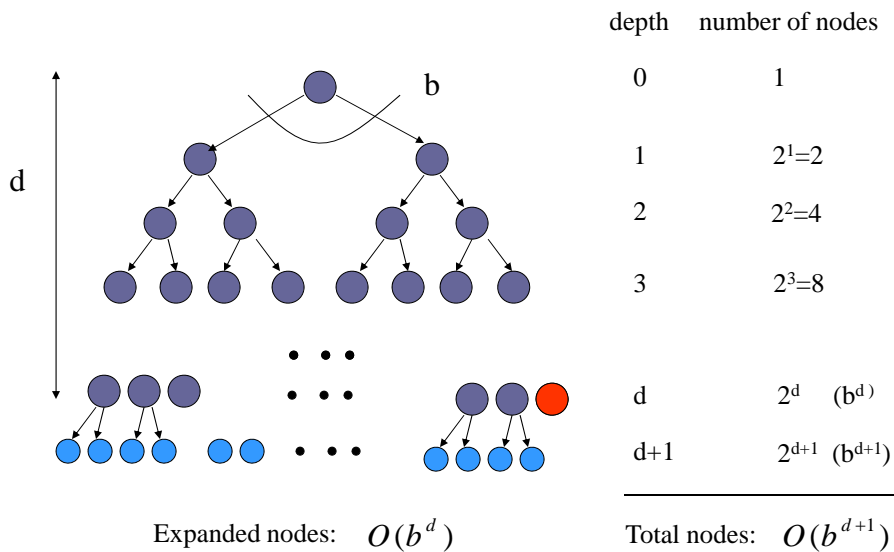 depth number of nodes
0 1
b
1 2¹=2
d
2 2²=4
3 2³=8
d 2ᵈ (bᵈ)
d+1 2ᵈ⁺¹ (bᵈ⁺¹)
Expanded nodes: O(bᵈ) Total nodes: O(bᵈ⁺¹)